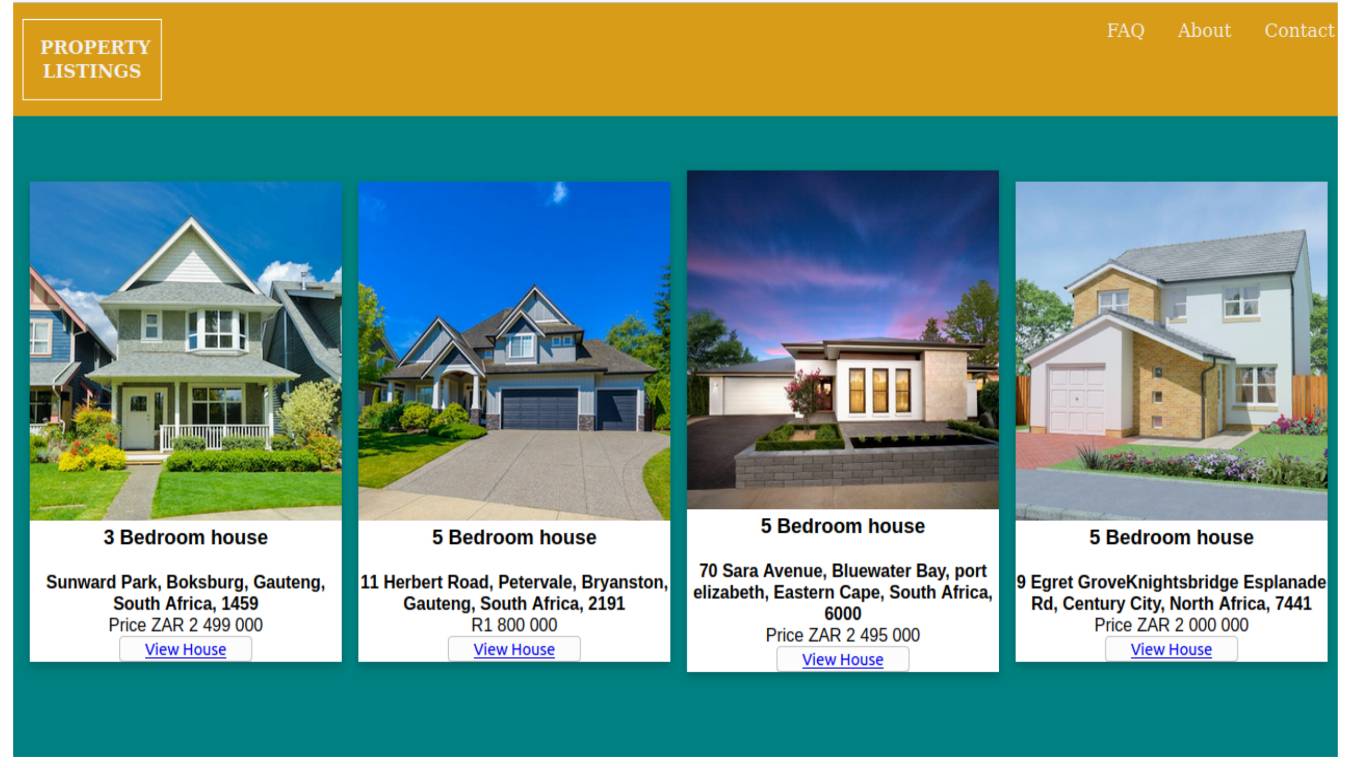 PROPERTY
LISTINGS
FAQ About Contact
3 Bedroom house
Sunward Park, Boksburg, Gauteng,
South Africa, 1459
Price ZAR 2 499 000
View House
5 Bedroom house
11 Herbert Road, Petervale, Bryanston,
Gauteng, South Africa, 2191
R1 800 000
View House
5 Bedroom house
70 Sara Avenue, Bluewater Bay, port
elizabeth, Eastern Cape, South Africa,
6000
Price ZAR 2 495 000
View House
5 Bedroom house
9 Egret GroveKnightsbridge Esplanade
Rd, Century City, North Africa, 7441
Price ZAR 2 000 000
View House